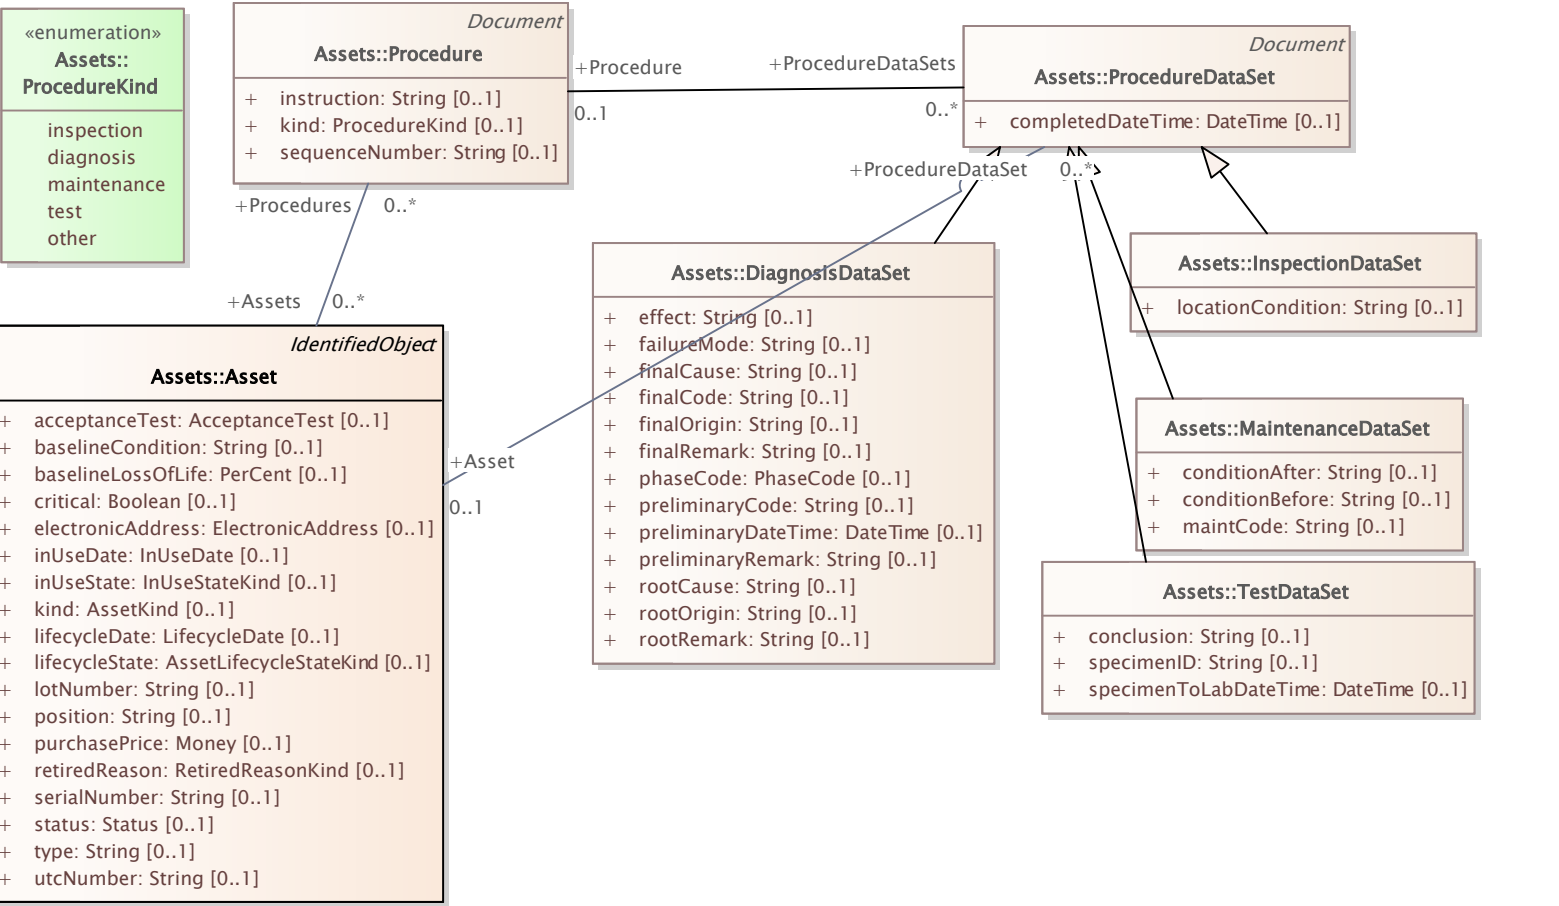 «enumeration»
Assets::
ProcedureKind
inspection
diagnosis
maintenance
test
other
Document
Assets::Procedure
+ instruction: String [0..1]
+ kind: ProcedureKind [0..1]
+ sequenceNumber: String [0..1]
+Procedure
0..1
+ProcedureDataSets
0..*
Document
Assets::ProcedureDataSet
+ completedDateTime: DateTime [0..1]
+ProcedureDataSet 0..*
+Procedures 0..*
+Assets 0..*
IdentifiedObject
Assets::Asset
+ acceptanceTest: AcceptanceTest [0..1]
+ baselineCondition: String [0..1]
+ baselineLossOfLife: PerCent [0..1]
+ critical: Boolean [0..1]
+ electronicAddress: ElectronicAddress [0..1]
+ inUseDate: InUseDate [0..1]
+ inUseState: InUseStateKind [0..1]
+ kind: AssetKind [0..1]
+ lifecycleDate: LifecycleDate [0..1]
+ lifecycleState: AssetLifecycleStateKind [0..1]
+ lotNumber: String [0..1]
+ position: String [0..1]
+ purchasePrice: Money [0..1]
+ retiredReason: RetiredReasonKind [0..1]
+ serialNumber: String [0..1]
+ status: Status [0..1]
+ type: String [0..1]
+ utcNumber: String [0..1]
+Asset
0..1
Assets::DiagnosisDataSet
+ effect: String [0..1]
+ failureMode: String [0..1]
+ finalCause: String [0..1]
+ finalCode: String [0..1]
+ finalOrigin: String [0..1]
+ finalRemark: String [0..1]
+ phaseCode: PhaseCode [0..1]
+ preliminaryCode: String [0..1]
+ preliminaryDateTime: DateTime [0..1]
+ preliminaryRemark: String [0..1]
+ rootCause: String [0..1]
+ rootOrigin: String [0..1]
+ rootRemark: String [0..1]
Assets::InspectionDataSet
+ locationCondition: String [0..1]
Assets::MaintenanceDataSet
+ conditionAfter: String [0..1]
+ conditionBefore: String [0..1]
+ maintCode: String [0..1]
Assets::TestDataSet
+ conclusion: String [0..1]
+ specimenID: String [0..1]
+ specimenToLabDateTime: DateTime [0..1]